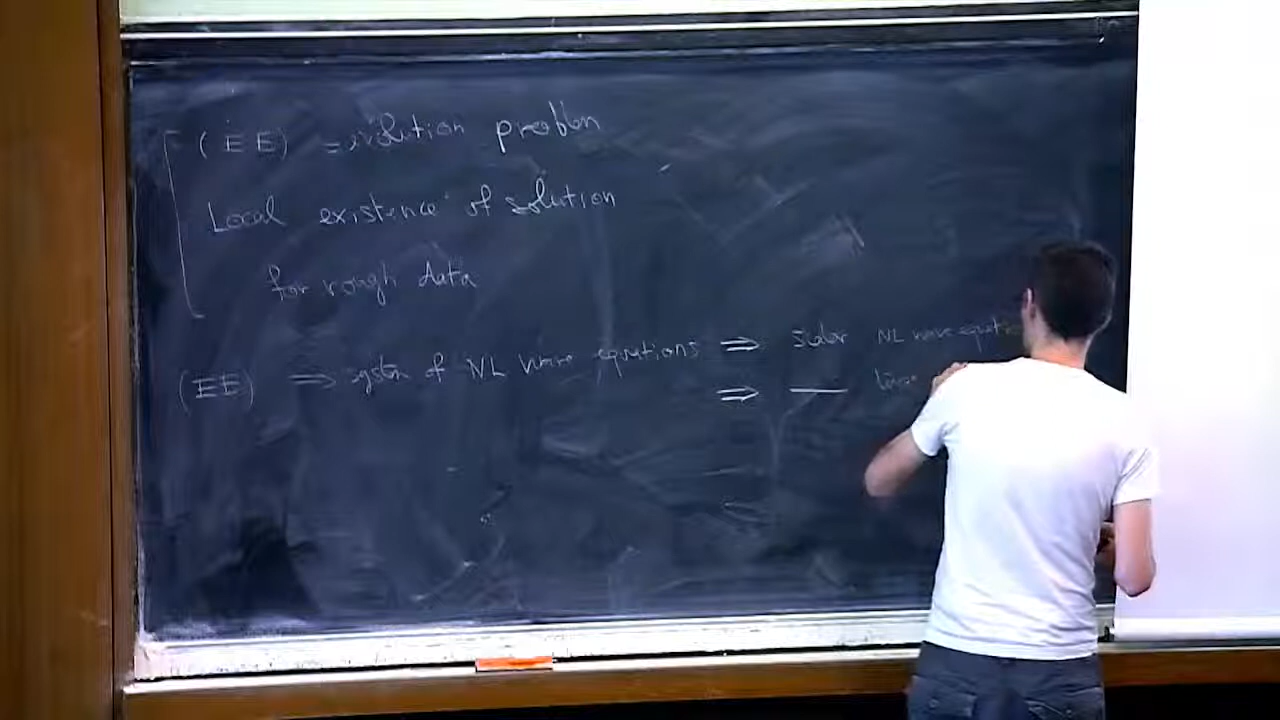 (EE) = evolution problem
Local existence of solution
for rough data
(EE) ⇒ system of NL wave equations ⇒ scalar NL wave equati
⇒ —